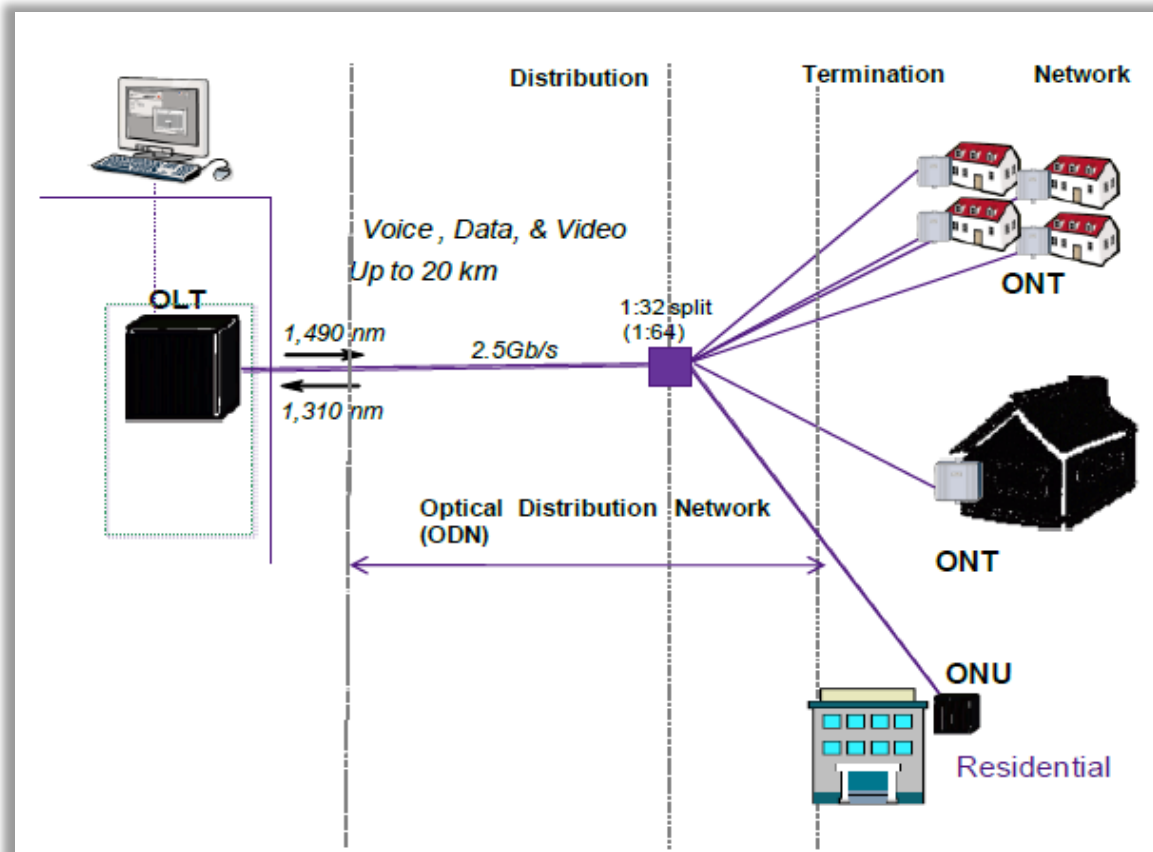 Distribution
Termination
Network
Voice , Data, & Video
Up to 20 km
OLT
1,490 nm
1,310 nm
2.5Gb/s
1:32 split
(1:64)
ONT
Optical Distribution Network
(ODN)
ONT
ONU
Residential